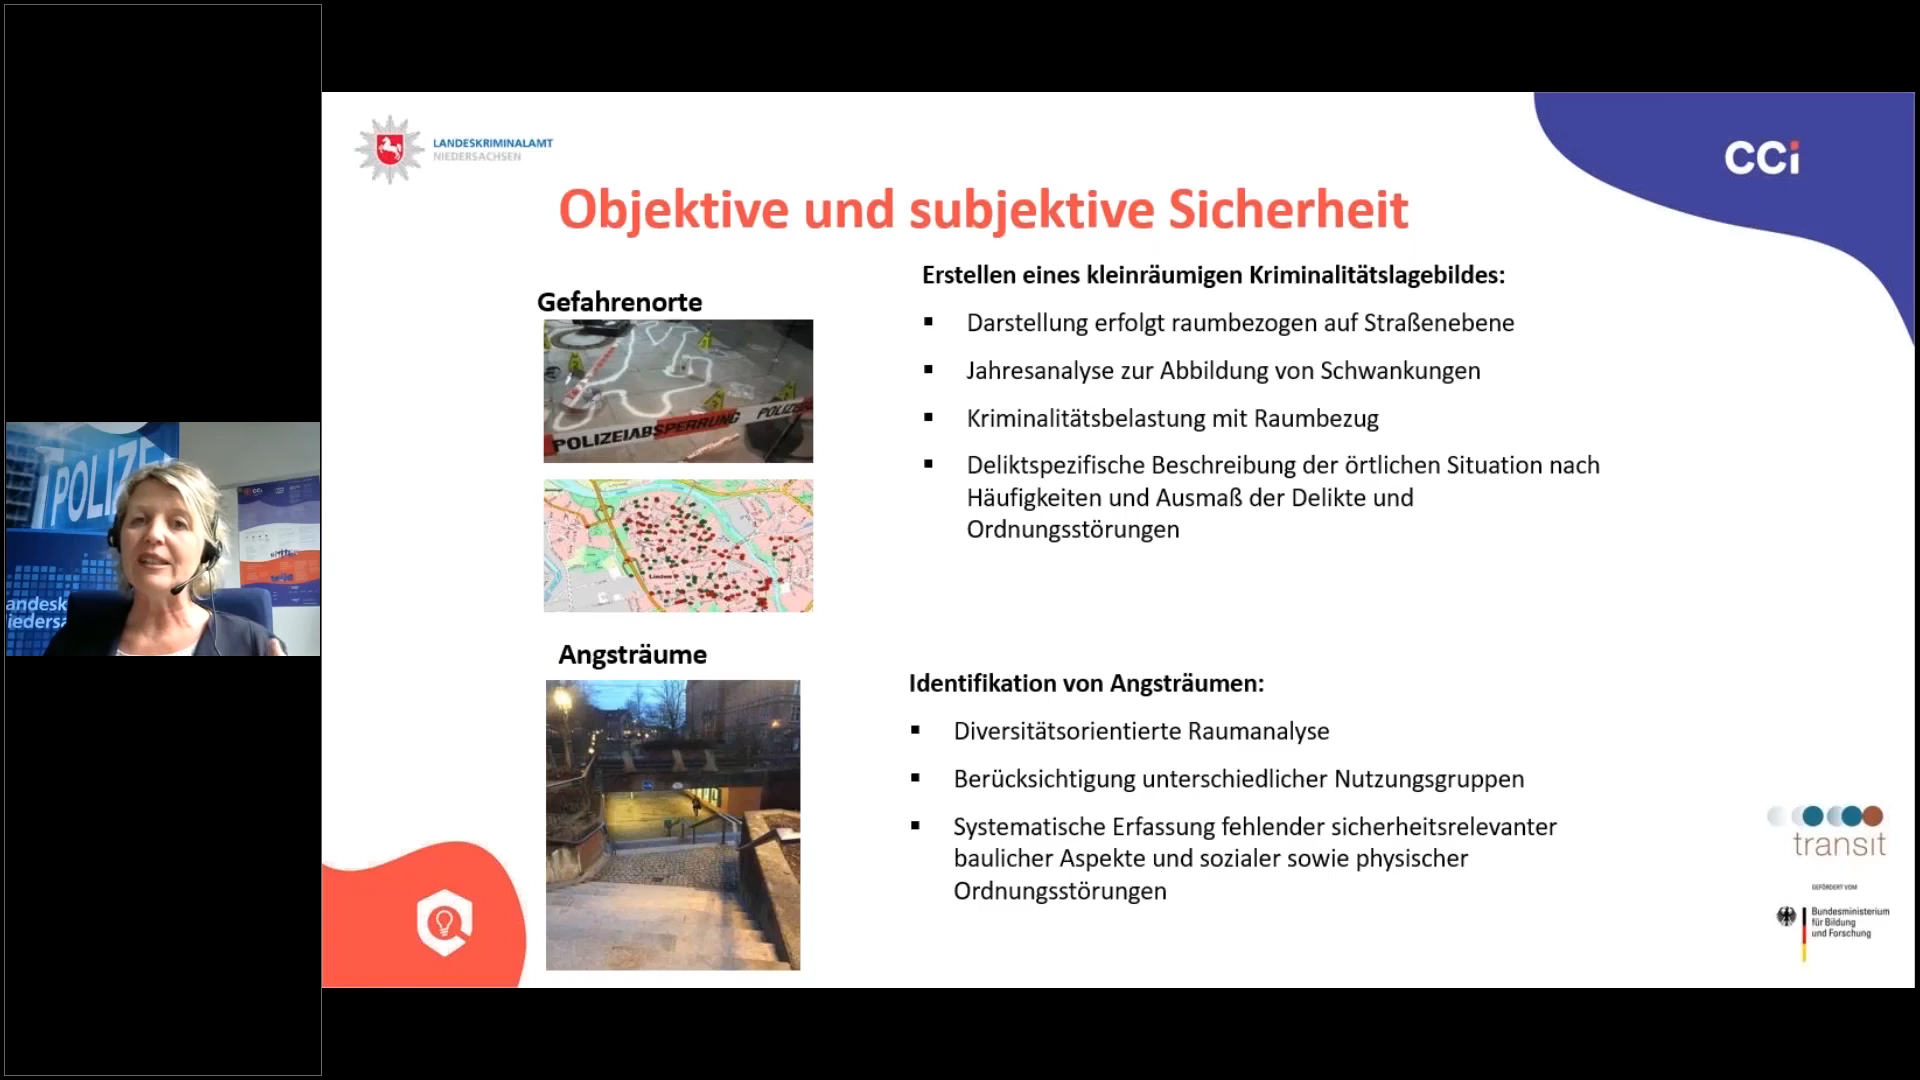 LANDESKRIMINALAMT
NIEDERSACHSEN
CCi
Objektive und subjektive Sicherheit
Gefahrenorte
POLIZEIABSPERRUNG
Linden
Angsträume
Erstellen eines kleinräumigen Kriminalitätslagebildes:
▪ Darstellung erfolgt raumbezogen auf Straßenebene
▪ Jahresanalyse zur Abbildung von Schwankungen
▪ Kriminalitätsbelastung mit Raumbezug
▪ Deliktspezifische Beschreibung der örtlichen Situation nach
Häufigkeiten und Ausmaß der Delikte und
Ordnungsstörungen
Identifikation von Angsträumen:
▪ Diversitätsorientierte Raumanalyse
▪ Berücksichtigung unterschiedlicher Nutzungsgruppen
▪ Systematische Erfassung fehlender sicherheitsrelevanter
baulicher Aspekte und sozialer sowie physischer
Ordnungsstörungen
transit
GEFÖRDERT VOM
Bundesministerium
für Bildung
und Forschung
POLIZE
andesk
iedersa
CCi